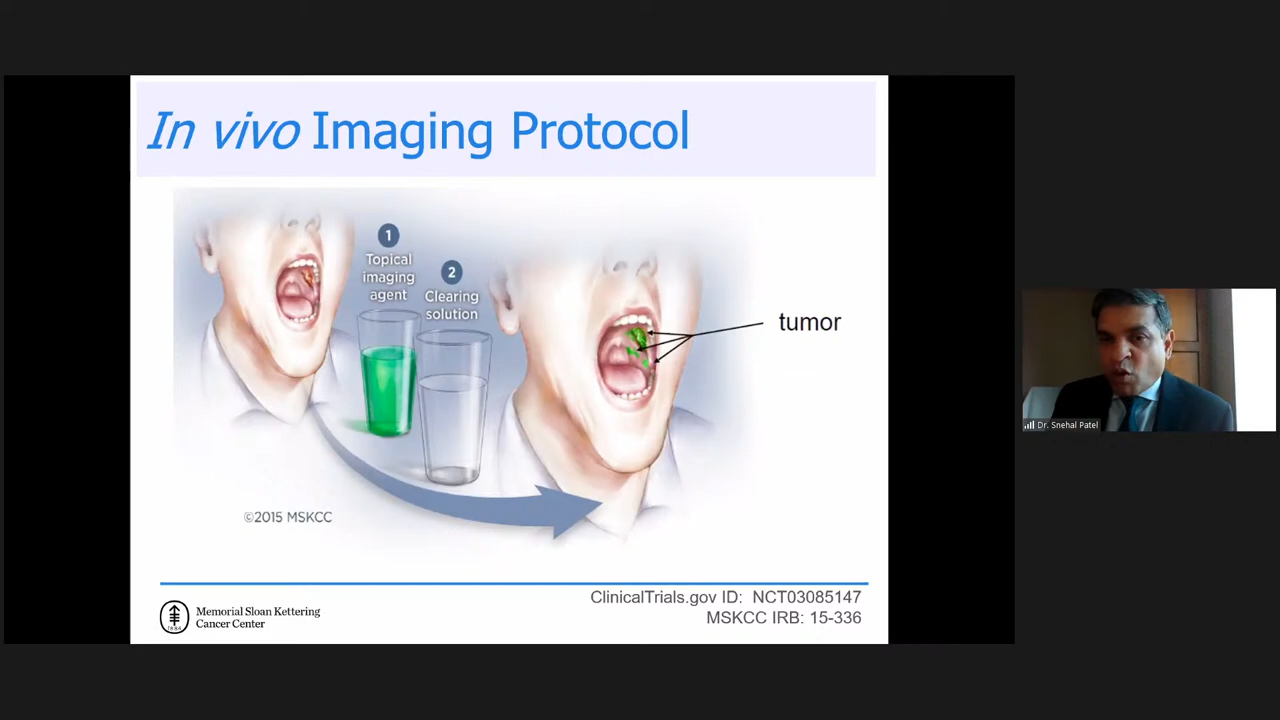 In vivo Imaging Protocol
1
Topical
imaging
agent
2
Clearing
solution
tumor
©2015 MSKCC
ClinicalTrials.gov ID: NCT03085147
MSKCC IRB: 15-336
Memorial Sloan Kettering
Cancer Center
Dr. Snehal Patel